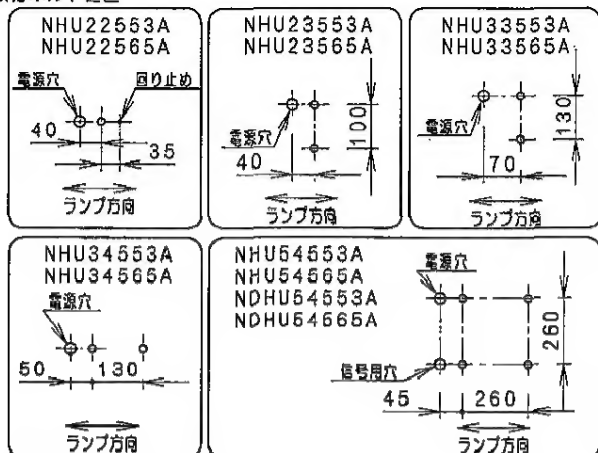 NHU22553A
NHU22565A
電源穴
回り止め
40
35
ランプ方向
NHU23553A
NHU23565A
電源穴
100
40
ランプ方向
NHU33553A
NHU33565A
電源穴
130
70
ランプ方向
NHU34553A
NHU34565A
電源穴
50
130
ランプ方向
NHU54553A
NHU54565A
NDHU54553A
NDHU54565A
電源穴
信号用穴
260
45
260
ランプ方向